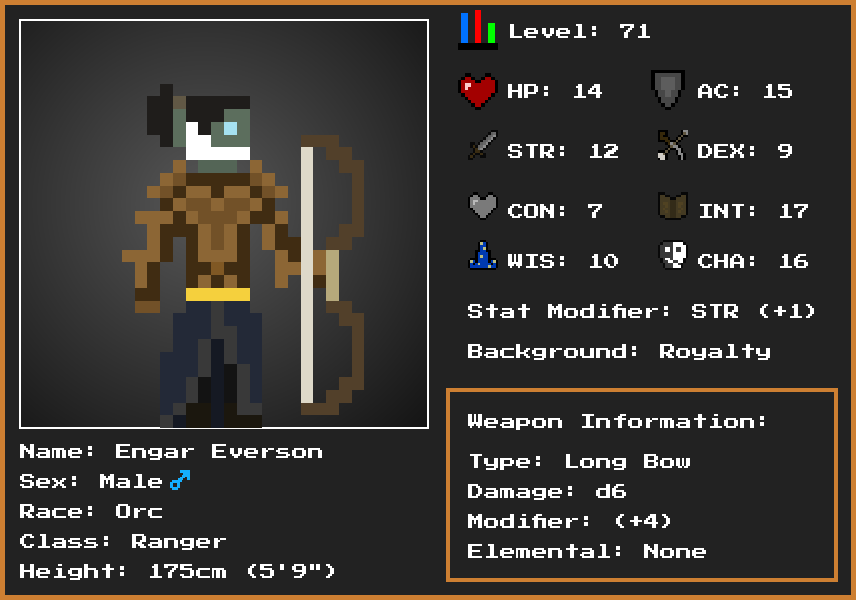 Level: 71
HP: 14
AC: 15
STR: 12
DEX: 9
CON: 7
INT: 17
WIS: 10
CHA: 16
Stat Modifier: STR (+1)
Background: Royalty
Weapon Information:
Type: Long Bow
Damage: d6
Modifier: (+4)
Elemental: None
Name: Engar Everson
Sex: Male ♂
Race: Orc
Class: Ranger
Height: 175cm (5'9")